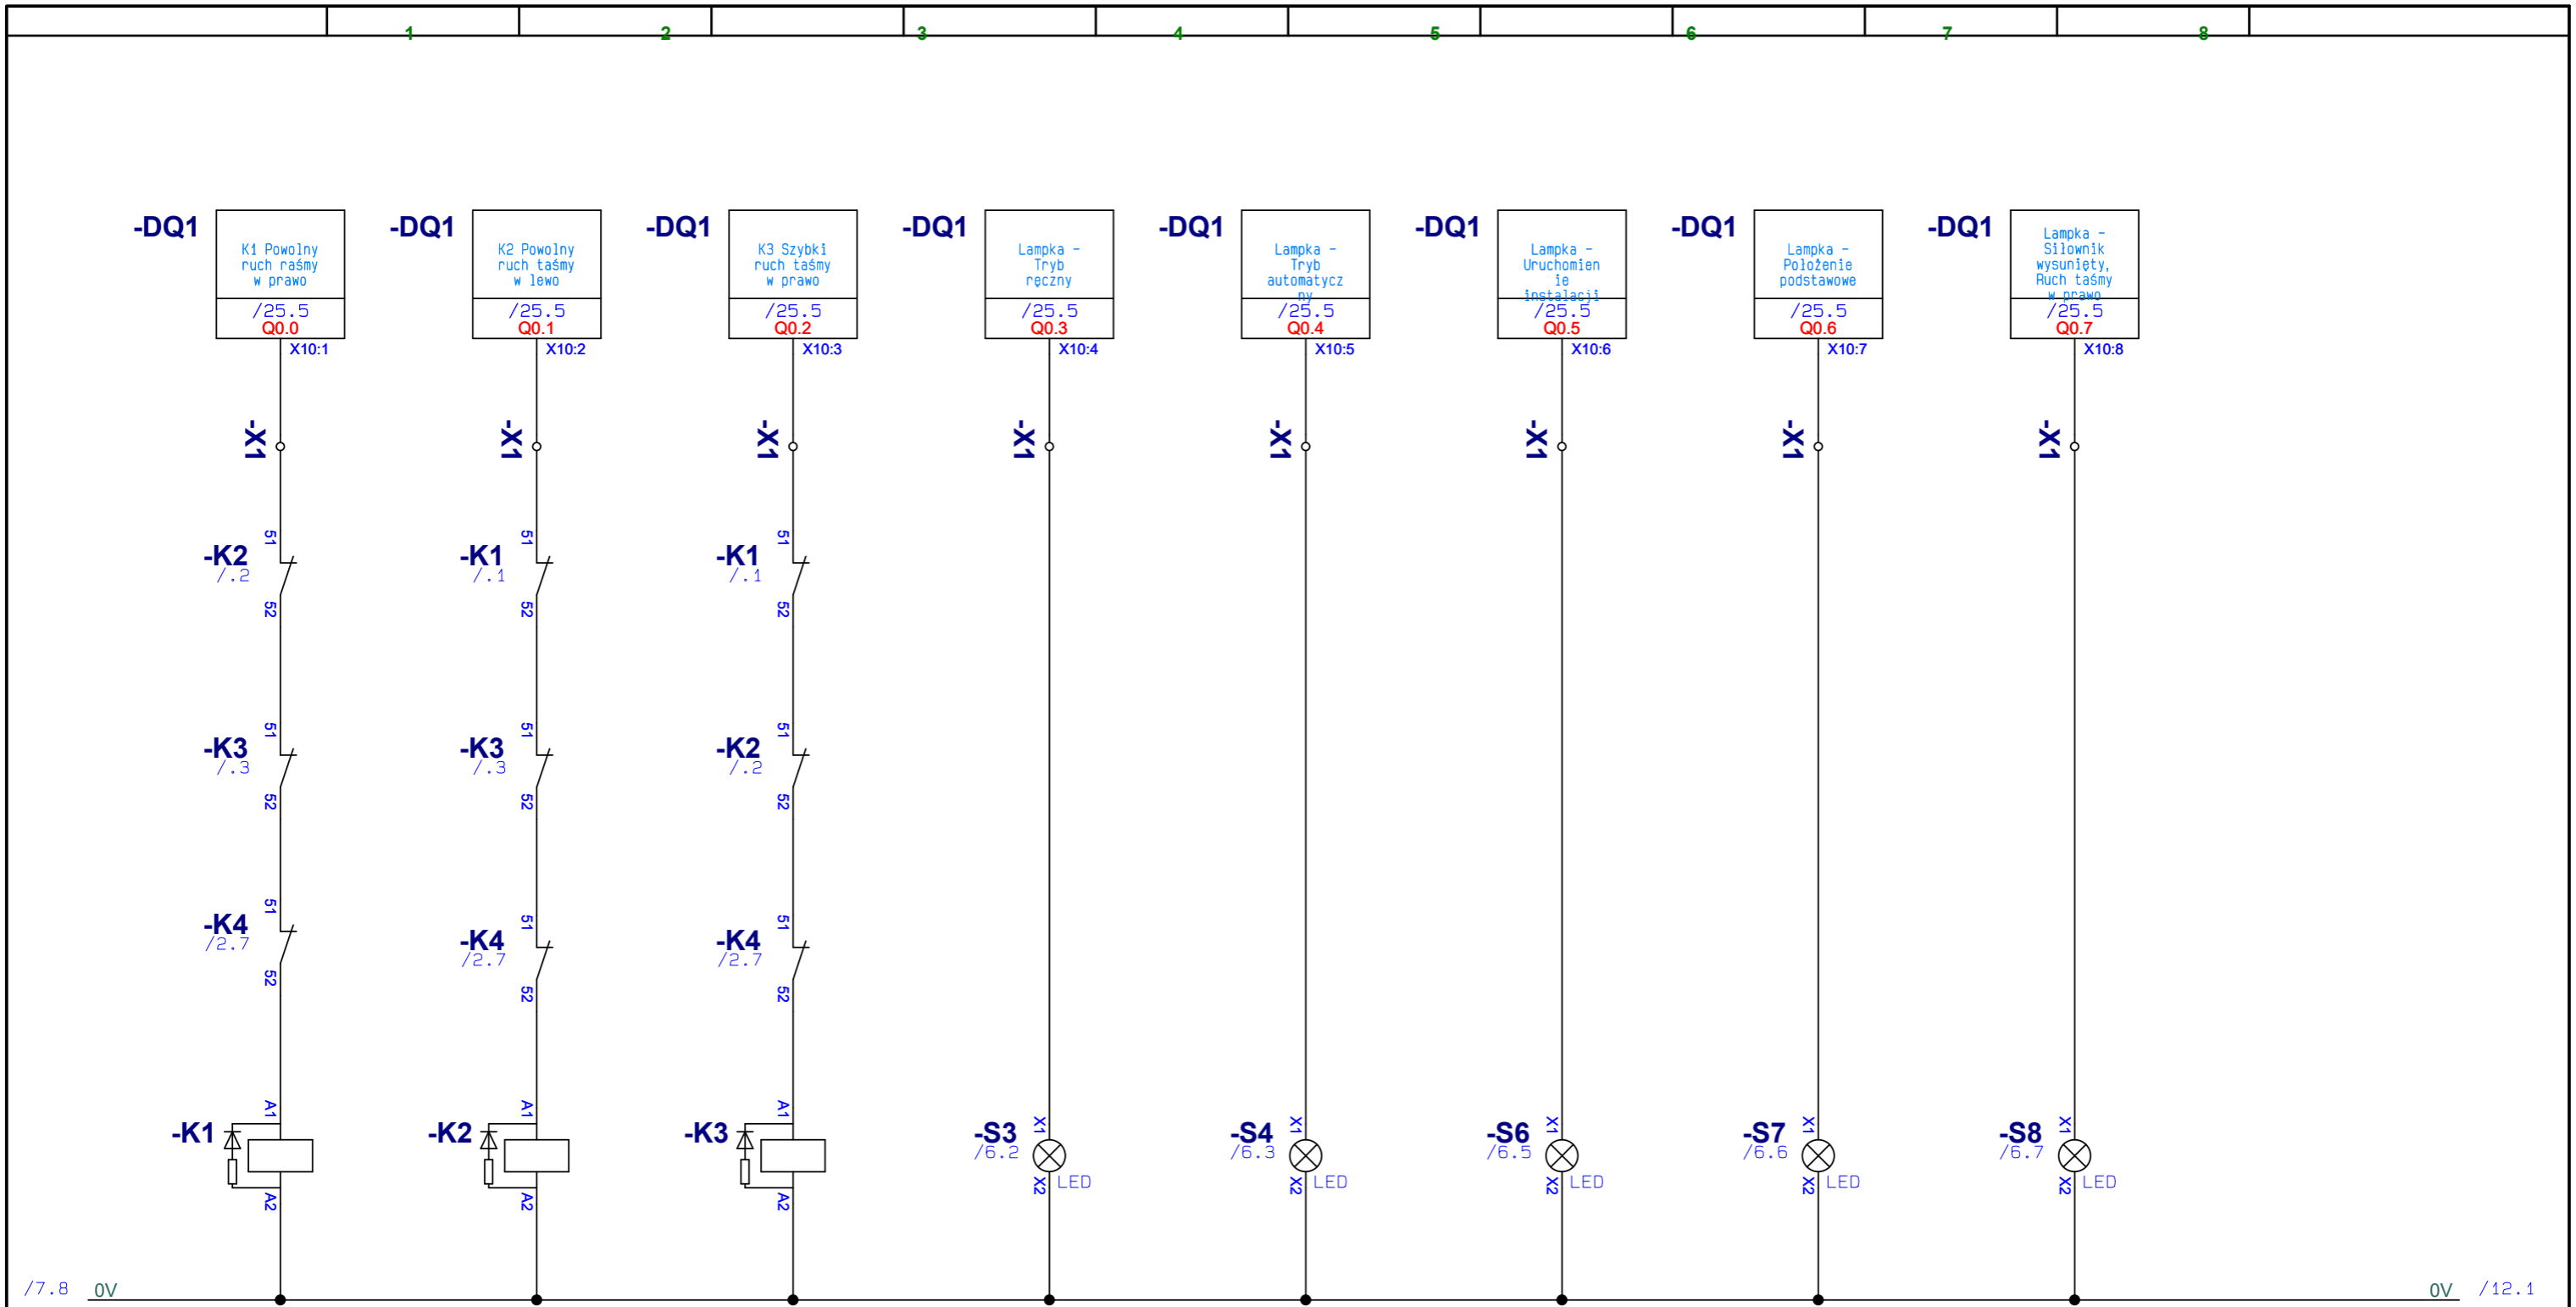 1 2 3 4 5 6 7 8
-DQ1 -DQ1 -DQ1 -DQ1 -DQ1 -DQ1 -DQ1 -DQ1
K1 Powolny
ruch raśmy
w prawo
/25.5
Q0.0
X10:1
K2 Powolny
ruch taśmy
w lewo
/25.5
Q0.1
X10:2
K3 Szybki
ruch taśmy
w prawo
/25.5
Q0.2
X10:3
Lampka -
Tryb
ręczny
/25.5
Q0.3
X10:4
Lampka -
Tryb
automatycz
ny
/25.5
Q0.4
X10:5
Lampka -
Uruchomien
ie
instalacji
/25.5
Q0.5
X10:6
Lampka -
Położenie
podstawowe
/25.5
Q0.6
X10:7
Lampka -
Siłownik
wysunięty,
Ruch taśmy
w prawo
/25.5
Q0.7
X10:8
-X1 -X1 -X1 -X1 -X1 -X1 -X1 -X1
51 51 51
-K2 -K1 -K1
/.2 /.1 /.1
52 52 52
51 51 51
-K3 -K3 -K2
/.3 /.3 /.2
52 52 52
51 51 51
-K4 -K4 -K4
/2.7 /2.7 /2.7
52 52 52
A1 A1 A1 X1 X1 X1 X1 X1
-K1 -K2 -K3 -S3 -S4 -S6 -S7 -S8
/6.2 /6.3 /6.5 /6.6 /6.7
A2 A2 A2 X2 LED X2 LED X2 LED X2 LED X2 LED
/7.8 0V 0V /12.1